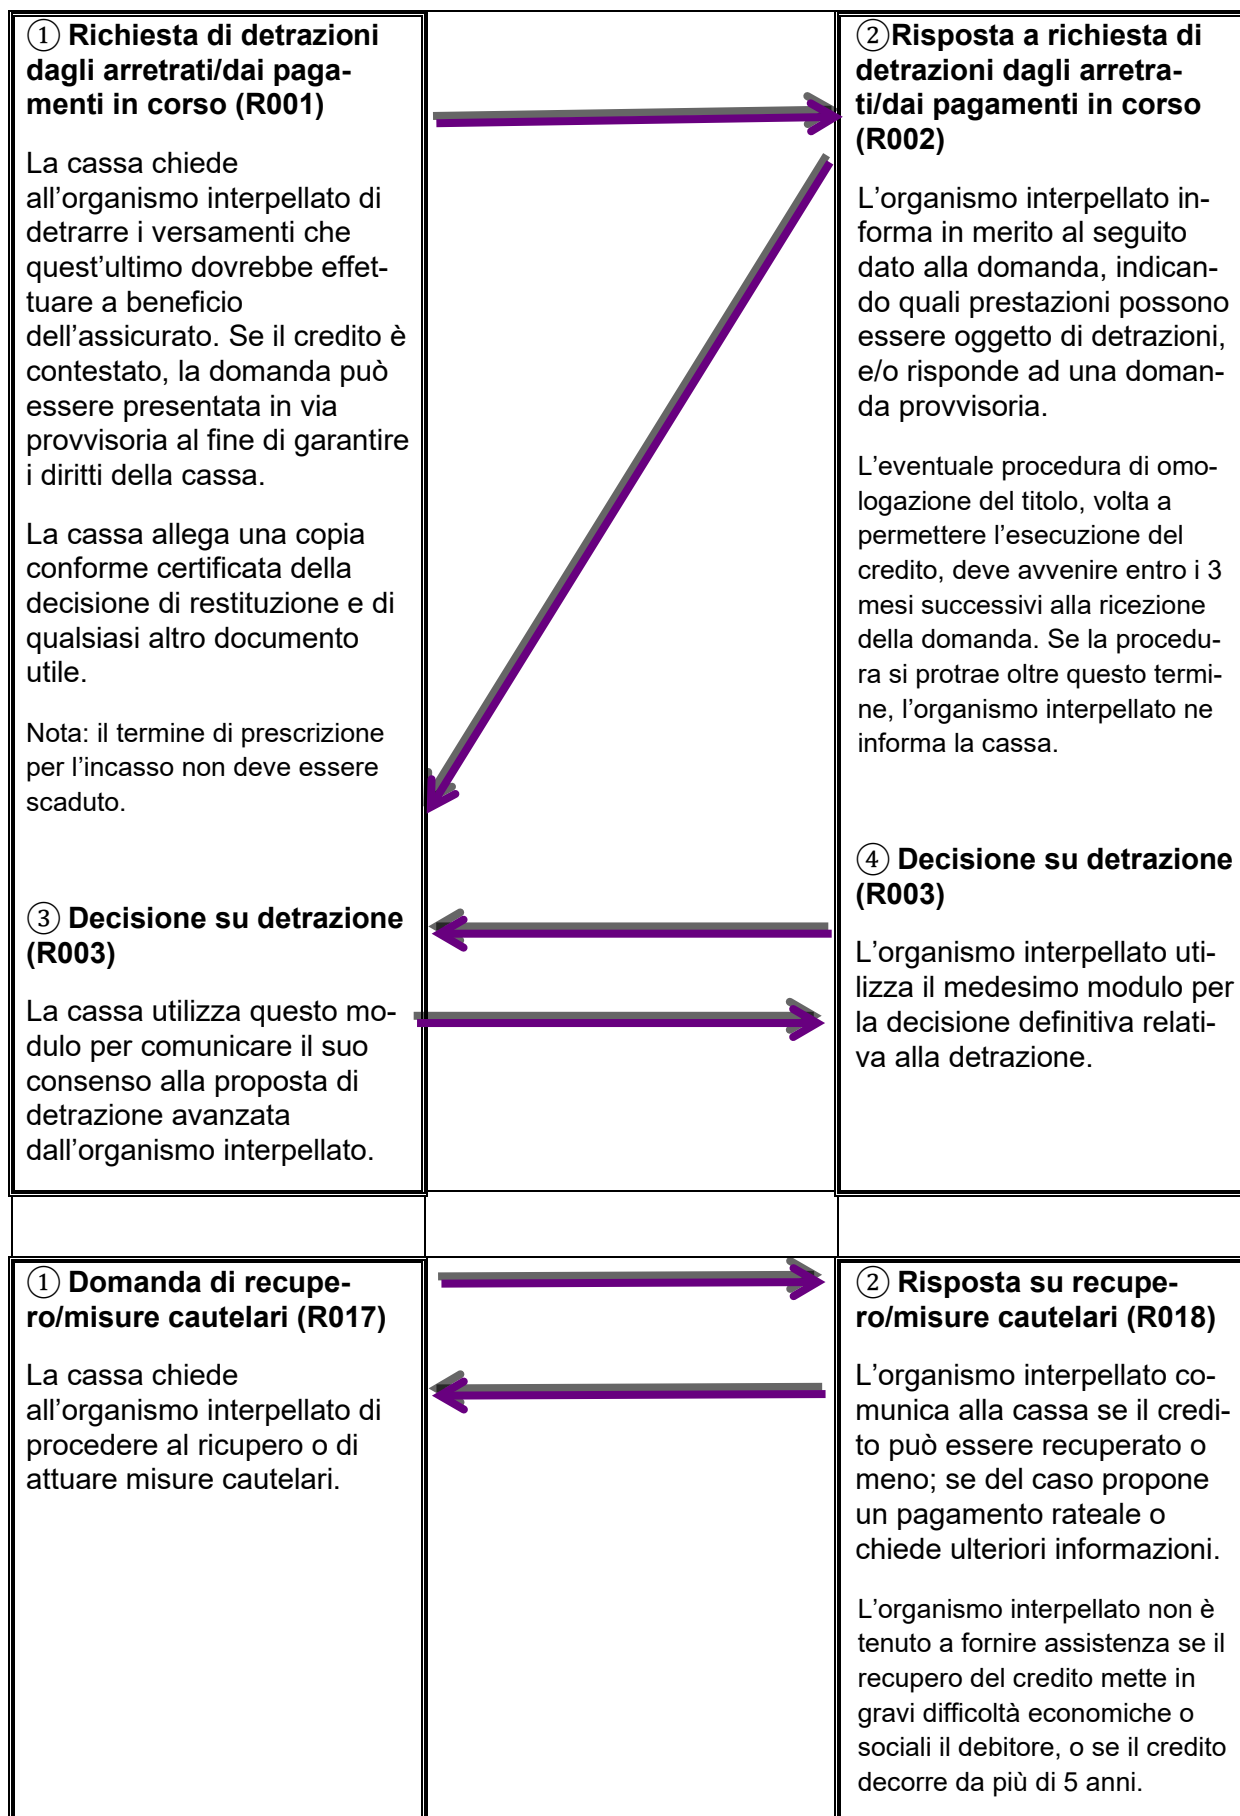 ① Richiesta di detrazioni
dagli arretrati/dai paga-
menti in corso (R001)
La cassa chiede
all’organismo interpellato di
detrarre i versamenti che
quest’ultimo dovrebbe effet-
tuare a beneficio
dell’assicurato. Se il credito è
contestato, la domanda può
essere presentata in via
provvisoria al fine di garantire
i diritti della cassa.
La cassa allega una copia
conforme certificata della
decisione di restituzione e di
qualsiasi altro documento
utile.
Nota: il termine di prescrizione
per l’incasso non deve essere
scaduto.
③ Decisione su detrazione
(R003)
La cassa utilizza questo mo-
dulo per comunicare il suo
consenso alla proposta di
detrazione avanzata
dall’organismo interpellato.
②Risposta a richiesta di
detrazioni dagli arretra-
ti/dai pagamenti in corso
(R002)
L’organismo interpellato in-
forma in merito al seguito
dato alla domanda, indican-
do quali prestazioni possono
essere oggetto di detrazioni,
e/o risponde ad una doman-
da provvisoria.
L’eventuale procedura di omo-
logazione del titolo, volta a
permettere l’esecuzione del
credito, deve avvenire entro i 3
mesi successivi alla ricezione
della domanda. Se la procedu-
ra si protrae oltre questo termi-
ne, l’organismo interpellato ne
informa la cassa.
④ Decisione su detrazione
(R003)
L’organismo interpellato uti-
lizza il medesimo modulo per
la decisione definitiva relati-
va alla detrazione.
① Domanda di recupe-
ro/misure cautelari (R017)
La cassa chiede
all’organismo interpellato di
procedere al ricupero o di
attuare misure cautelari.
② Risposta su recupe-
ro/misure cautelari (R018)
L’organismo interpellato co-
munica alla cassa se il credi-
to può essere recuperato o
meno; se del caso propone
un pagamento rateale o
chiede ulteriori informazioni.
L’organismo interpellato non è
tenuto a fornire assistenza se il
recupero del credito mette in
gravi difficoltà economiche o
sociali il debitore, o se il credito
decorre da più di 5 anni.